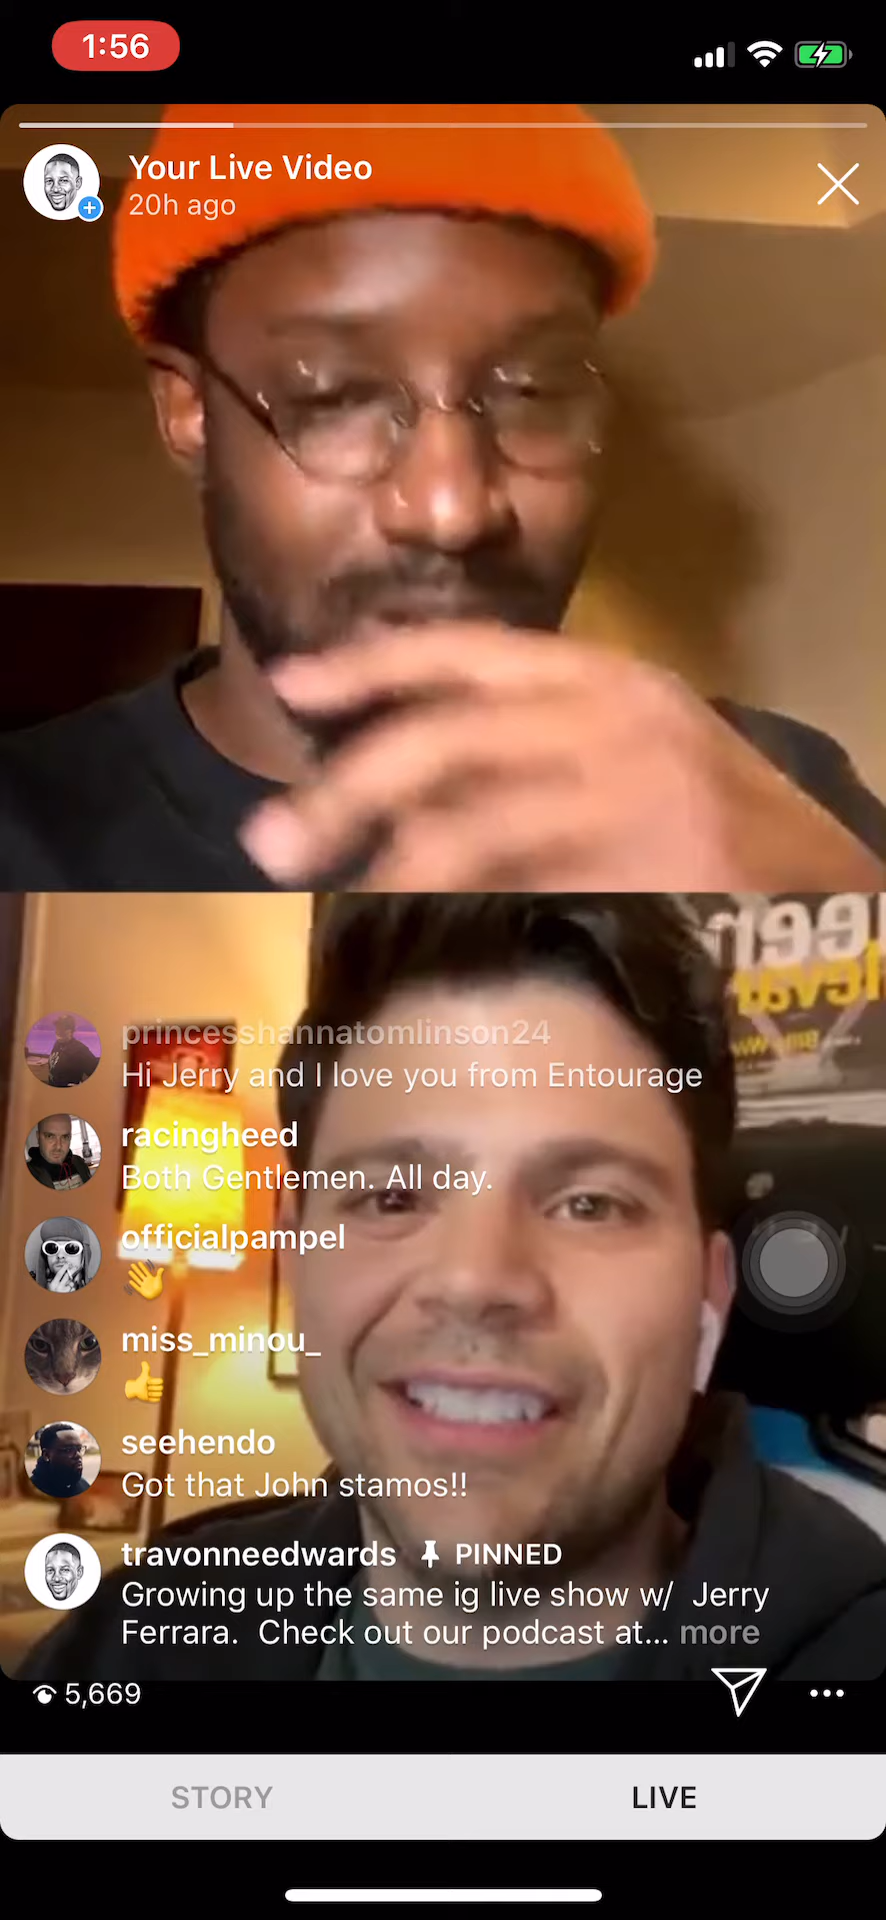 1:56
Your Live Video
20h ago
princesshannatomlinson24
Hi Jerry and I love you from Entourage
racingheed
Both Gentlemen. All day.
officialpampel
👋
miss_minou_
👍
seehendo
Got that John stamos!!
travonneedwards PINNED
Growing up the same ig live show w/ Jerry
Ferrara. Check out our podcast at... more
5,669
STORY LIVE